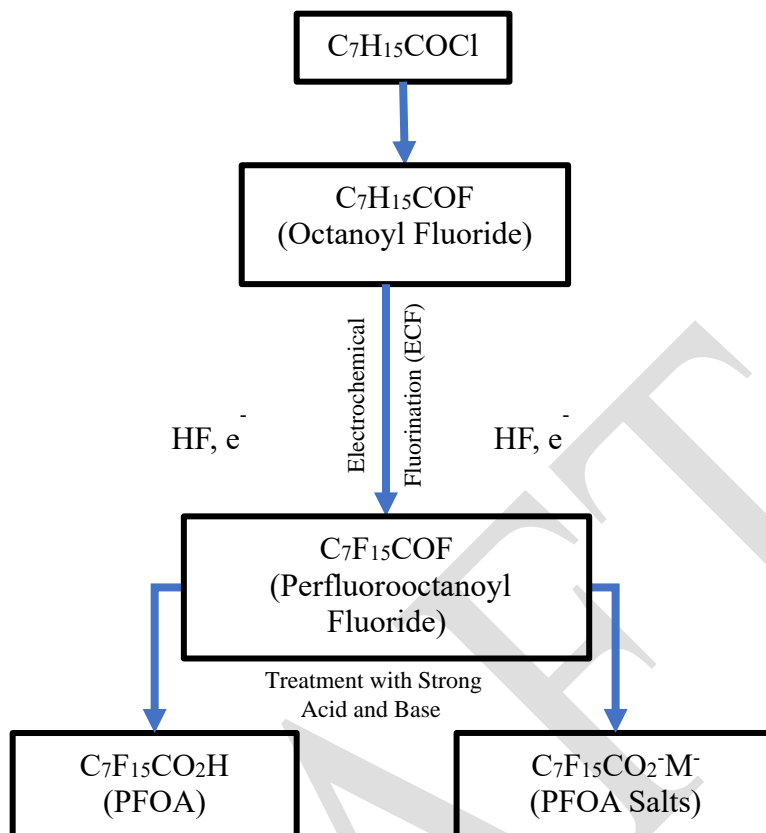 C₇H₁₅COCl
C₇H₁₅COF
(Octanoyl Fluoride)
Electrochemical
Fluorination (ECF)
HF, e⁻
HF, e⁻
C₇F₁₅COF
(Perfluorooctanoyl
Fluoride)
Treatment with Strong
Acid and Base
C₇F₁₅CO₂H
(PFOA)
C₇F₁₅CO₂⁻M⁻
(PFOA Salts)